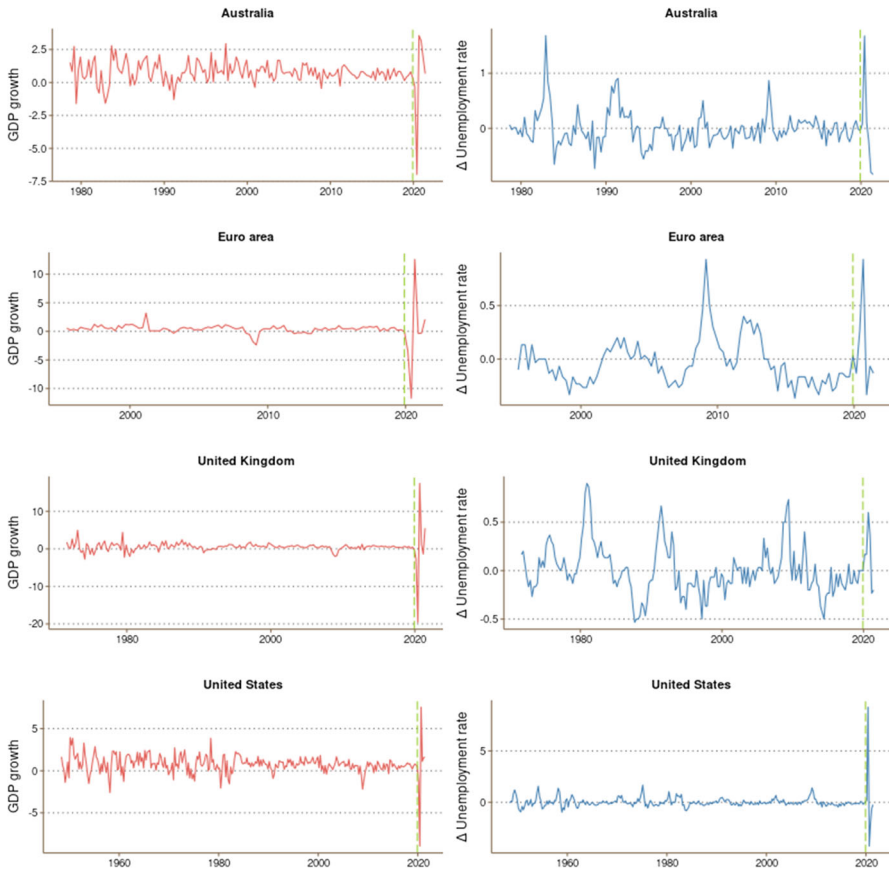 Australia
GDP growth
2.5
0.0
-2.5
-5.0
-7.5
1980 1990 2000 2010 2020
Australia
Δ Unemployment rate
1
0
1980 1990 2000 2010 2020
Euro area
GDP growth
10
5
0
-5
-10
2000 2010 2020
Euro area
Δ Unemployment rate
0.5
0.0
2000 2010 2020
United Kingdom
GDP growth
10
0
-10
-20
1980 2000 2020
United Kingdom
Δ Unemployment rate
0.5
0.0
-0.5
1980 2000 2020
United States
GDP growth
5
0
-5
1960 1980 2000 2020
United States
Δ Unemployment rate
5
0
1960 1980 2000 2020